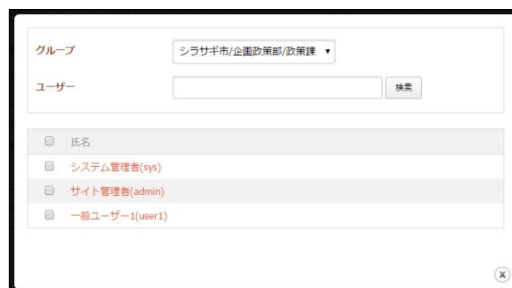 グループ シラサギ市/企画政策部/政策課
ユーザー 検索
氏名
システム管理者(sys)
サイト管理者(admin)
一般ユーザー1(user1)
x